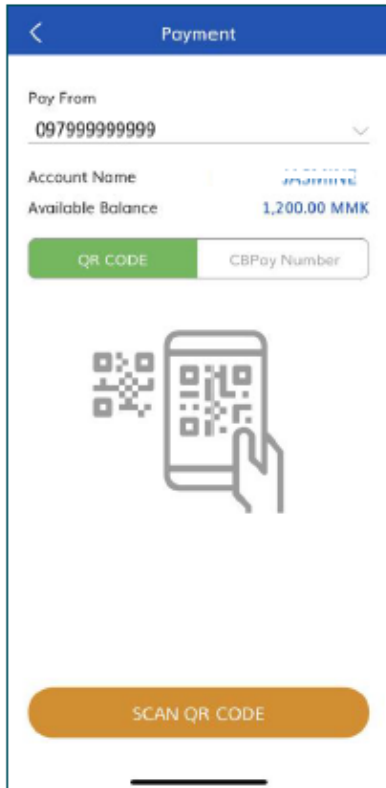 Payment
Pay From
097999999999
Account Name
Available Balance 1,200.00 MMK
QR CODE CBPay Number
SCAN QR CODE